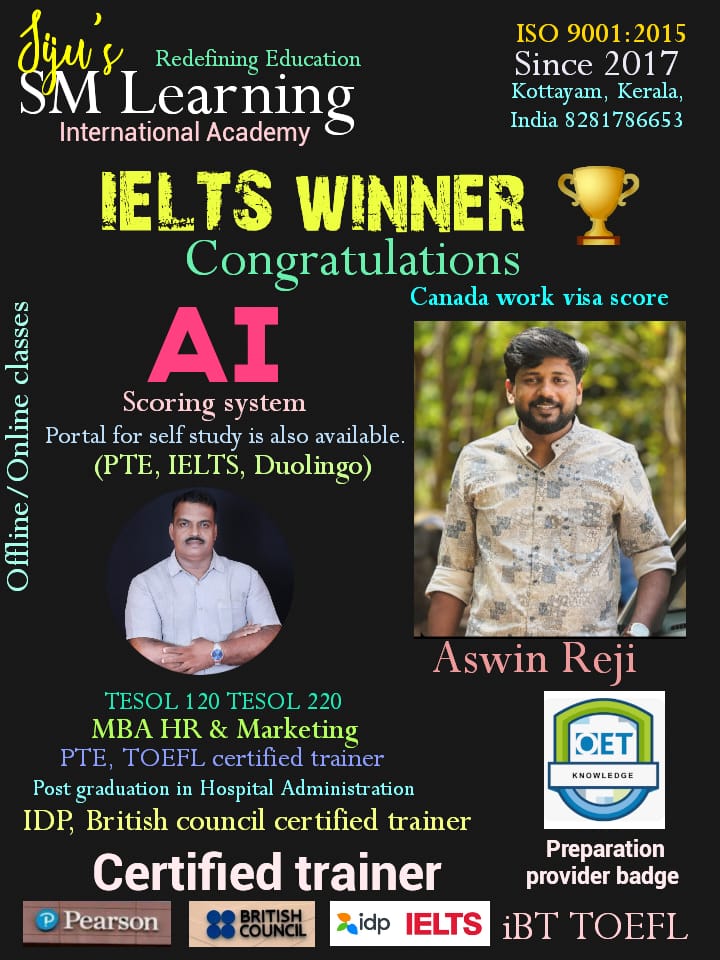 Jiju's
SM Learning
Redefining Education
International Academy
ISO 9001:2015
Since 2017
Kottayam, Kerala,
India 8281786653
IELTS WINNER
Congratulations
Canada work visa score
Offline/Online classes
AI
Scoring system
Portal for self study is also available.
(PTE, IELTS, Duolingo)
Aswin Reji
TESOL 120 TESOL 220
MBA HR & Marketing
PTE, TOEFL certified trainer
Post graduation in Hospital Administration
IDP, British council certified trainer
OET
KNOWLEDGE
Preparation
provider badge
Certified trainer
P Pearson
BRITISH
COUNCIL
idp IELTS
iBT TOEFL